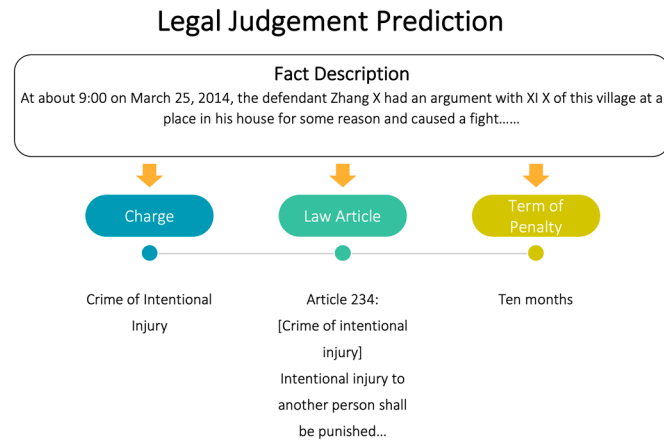 Legal Judgement Prediction
Fact Description
At about 9:00 on March 25, 2014, the defendant Zhang X had an argument with XI X of this village at a
place in his house for some reason and caused a fight……
Charge
Law Article
Term of
Penalty
Crime of Intentional
Injury
Article 234:
[Crime of intentional
injury]
Intentional injury to
another person shall
be punished…
Ten months